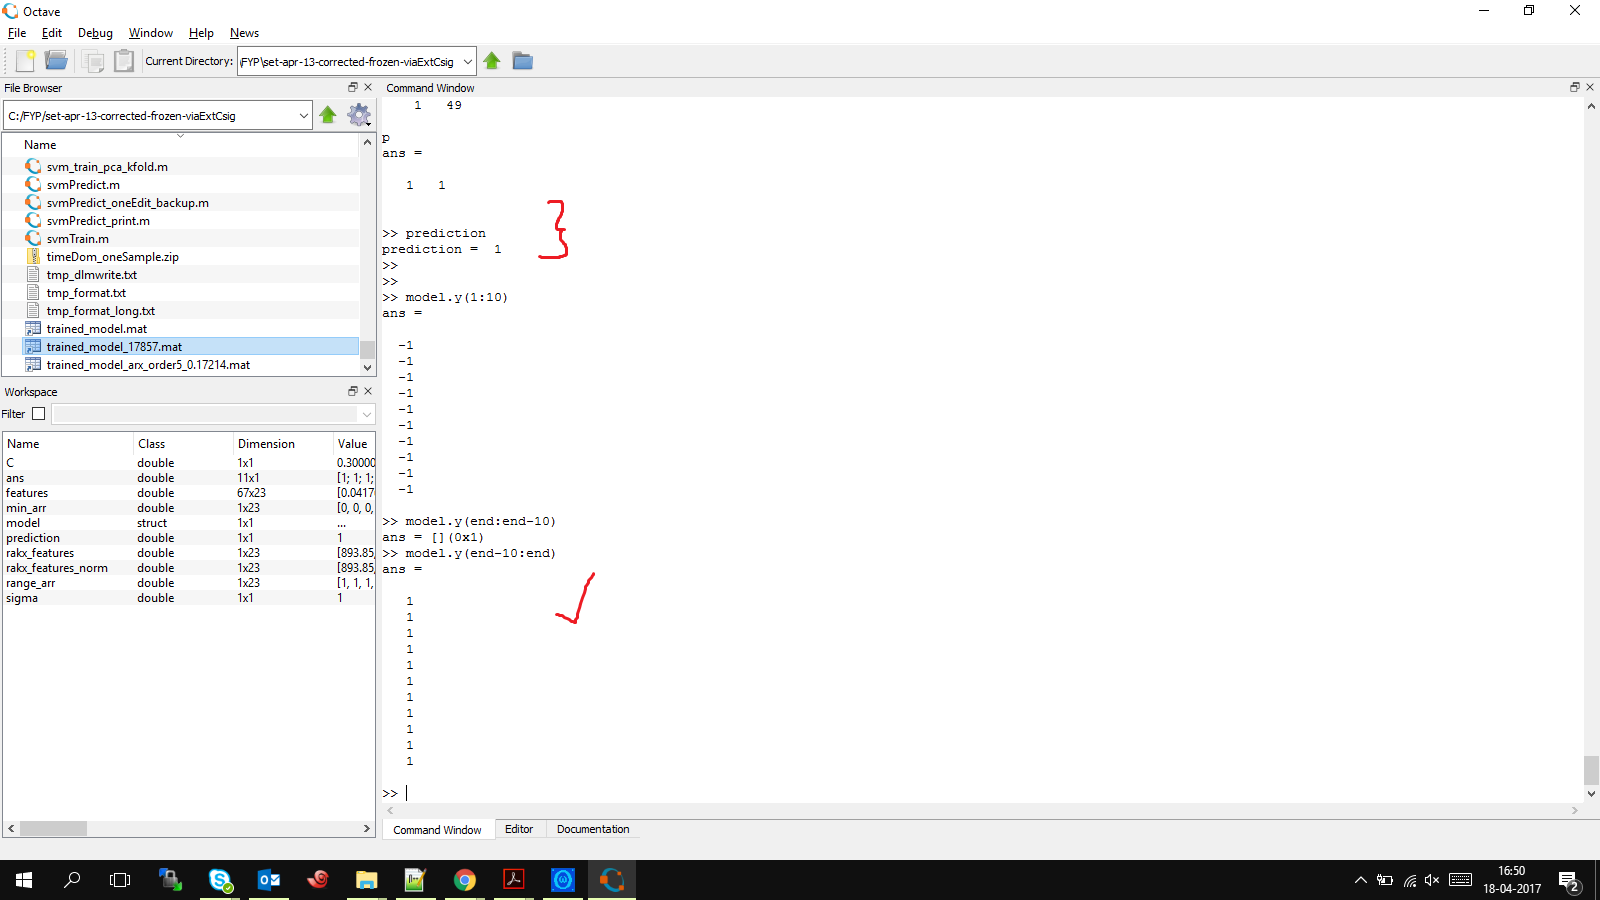 Octave
File Edit Debug Window Help News
Current Directory: \FYP\set-apr-13-corrected-frozen-viaExtCsig
File Browser
C:/FYP/set-apr-13-corrected-frozen-viaExtCsig
Name
svm_train_pca_kfold.m
svmPredict.m
svmPredict_oneEdit_backup.m
svmPredict_print.m
svmTrain.m
timeDom_oneSample.zip
tmp_dlmwrite.txt
tmp_format.txt
tmp_format_long.txt
trained_model.mat
trained_model_17857.mat
trained_model_arx_order5_0.17214.mat
Workspace
Filter
Name Class Dimension Value
C double 1x1 0.30000
ans double 11x1 [1; 1; 1;
features double 67x23 [0.0417
min_arr double 1x23 [0, 0, 0,
model struct 1x1 ...
prediction double 1x1 1
rakx_features double 1x23 [893.85,
rakx_features_norm double 1x23 [893.85,
range_arr double 1x23 [1, 1, 1,
sigma double 1x1 1
Command Window
1 49
p
ans =
1 1
>> prediction
prediction = 1
>>
>>
>> model.y(1:10)
ans =
-1
-1
-1
-1
-1
-1
-1
-1
-1
-1
>> model.y(end:end-10)
ans = [](0x1)
>> model.y(end-10:end)
ans =
1
1
1
1
1
1
1
1
1
1
1
>>
Command Window Editor Documentation
16:50
18-04-2017
2